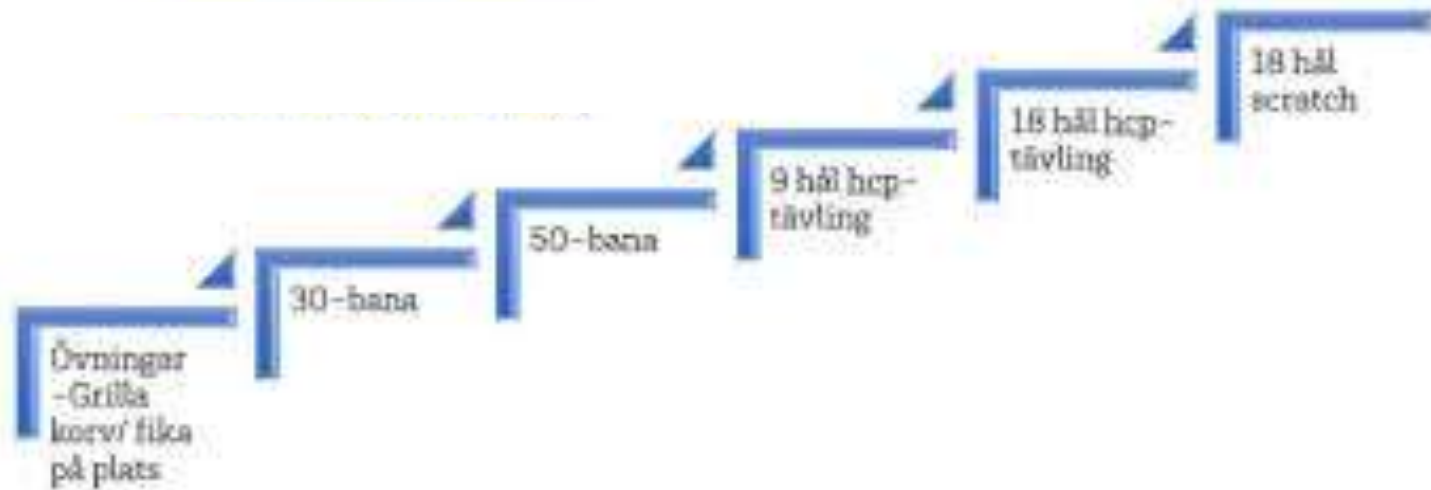 Övningar
-Grilla
korv/ fika
på plats
30-bana
50-bana
9 hål hcp-
tävling
18 hål hcp-
tävling
18 hål
scratch